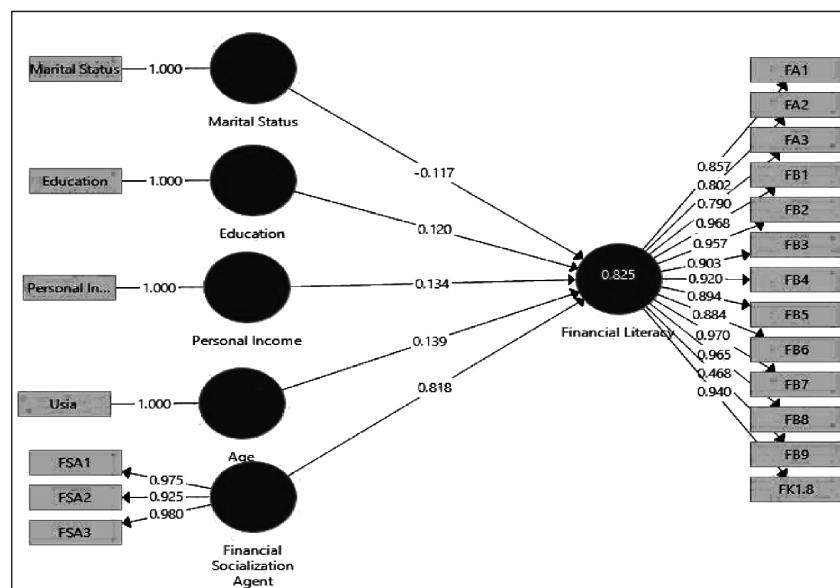 Marital Status
1.000
Marital Status
Education
1.000
Education
Personal In...
1.000
Personal Income
Usia
1.000
Age
FSA1
FSA2
FSA3
0.975
0.925
0.980
Financial
Socialization
Agent
-0.117
0.120
0.134
0.139
0.818
0.825
Financial Literacy
0.857
0.802
0.790
0.968
0.957
0.903
0.920
0.894
0.884
0.970
0.965
0.468
0.940
FA1
FA2
FA3
FB1
FB2
FB3
FB4
FB5
FB6
FB7
FB8
FB9
FK1.8